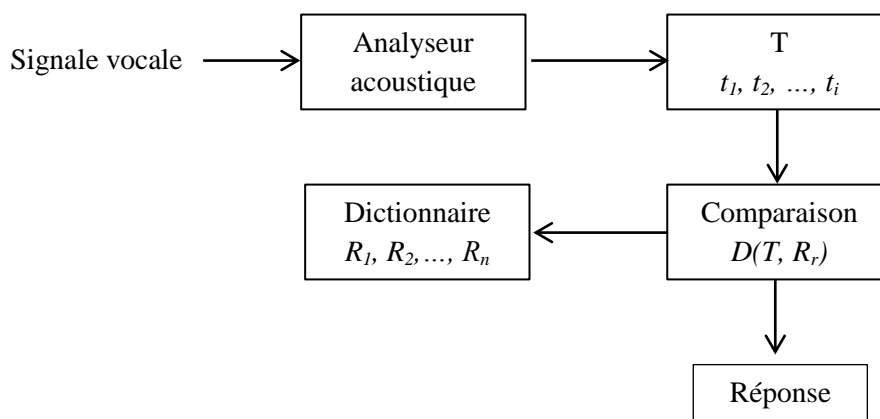 Signale vocale
Analyseur
acoustique
T
t₁, t₂, …, tᵢ
Dictionnaire
R₁, R₂,…, Rₙ
Comparaison
D(T, Rᵣ)
Réponse